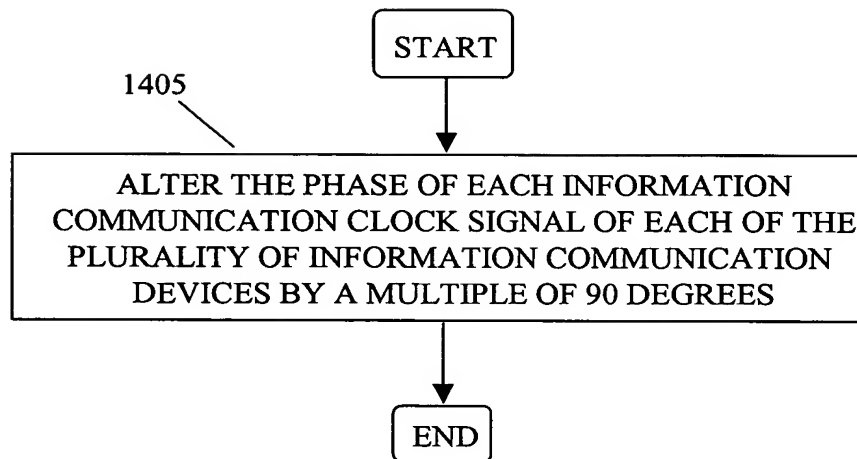 START
1405
ALTER THE PHASE OF EACH INFORMATION
COMMUNICATION CLOCK SIGNAL OF EACH OF THE
PLURALITY OF INFORMATION COMMUNICATION
DEVICES BY A MULTIPLE OF 90 DEGREES
END